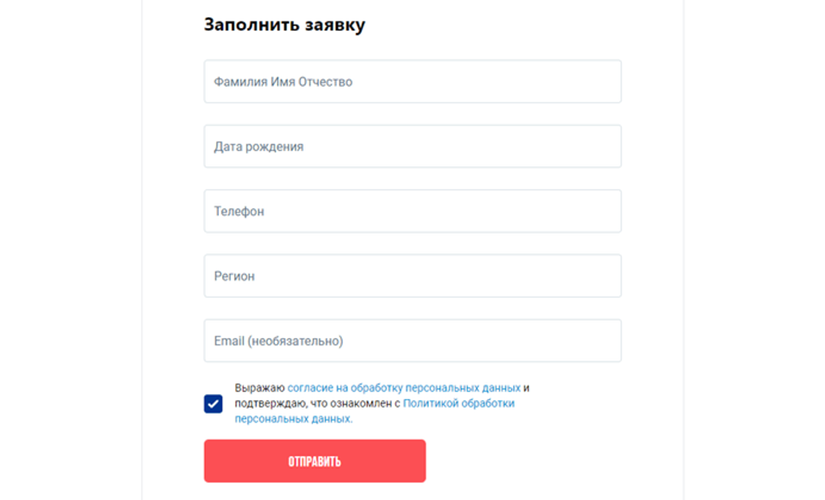 Заполнить заявку
Фамилия Имя Отчество
Дата рождения
Телефон
Регион
Email (необязательно)
Выражаю согласие на обработку персональных данных и
подтверждаю, что ознакомлен с Политикой обработки
персональных данных.
ОТПРАВИТЬ